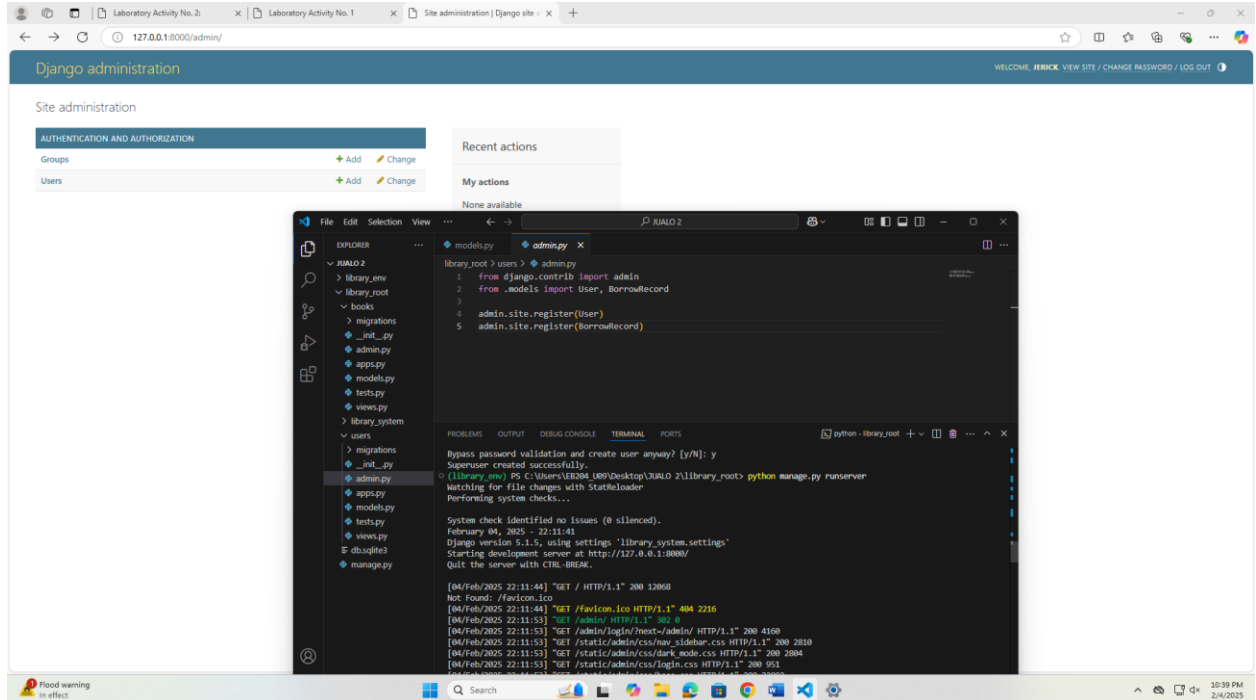 Laboratory Activity No. 2:
Laboratory Activity No. 1
Site administration | Django site a
127.0.0.1:8000/admin/
Django administration
WELCOME, JERICK. VIEW SITE / CHANGE PASSWORD / LOG OUT
Site administration
AUTHENTICATION AND AUTHORIZATION
Groups
+ Add
Change
Users
+ Add
Change
Recent actions
My actions
None available
File Edit Selection View ...
JUALO 2
EXPLORER
JUALO 2
library_env
library_root
books
migrations
__init__.py
admin.py
apps.py
models.py
tests.py
views.py
library_system
users
migrations
__init__.py
admin.py
apps.py
models.py
tests.py
views.py
db.sqlite3
manage.py
models.py
admin.py
library_root > users > admin.py
1 from django.contrib import admin
2 from .models import User, BorrowRecord
3
4 admin.site.register(User)
5 admin.site.register(BorrowRecord)
PROBLEMS OUTPUT DEBUG CONSOLE TERMINAL PORTS
python - library_root
Bypass password validation and create user anyway? [y/N]: y
Superuser created successfully.
(library_env) PS C:\Users\EB204_U09\Desktop\JUALO 2\library_root> python manage.py runserver
Watching for file changes with StatReloader
Performing system checks...
System check identified no issues (0 silenced).
February 04, 2025 - 22:11:41
Django version 5.1.5, using settings 'library_system.settings'
Starting development server at http://127.0.0.1:8000/
Quit the server with CTRL-BREAK.
[04/Feb/2025 22:11:44] "GET / HTTP/1.1" 200 12068
Not Found: /favicon.ico
[04/Feb/2025 22:11:44] "GET /favicon.ico HTTP/1.1" 404 2216
[04/Feb/2025 22:11:53] "GET /admin/ HTTP/1.1" 302 0
[04/Feb/2025 22:11:53] "GET /admin/login/?next=/admin/ HTTP/1.1" 200 4160
[04/Feb/2025 22:11:53] "GET /static/admin/css/nav_sidebar.css HTTP/1.1" 200 2810
[04/Feb/2025 22:11:53] "GET /static/admin/css/dark_mode.css HTTP/1.1" 200 2804
[04/Feb/2025 22:11:53] "GET /static/admin/css/login.css HTTP/1.1" 200 951
Flood warning
In effect
Search
10:39 PM
2/4/2025